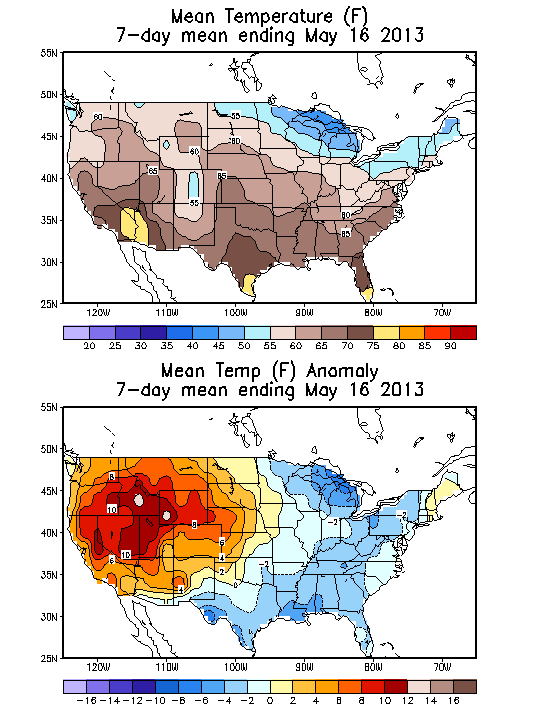 Mean Temperature (F)
7-day mean ending May 16 2013
55N
50N
45N
40N
35N
30N
25N
120W 110W 100W 90W 80W 70W
60
55
60
60
65
65
55
60
65
20 25 30 35 40 45 50 55 60 65 70 75 80 85 90
Mean Temp (F) Anomaly
7-day mean ending May 16 2013
55N
50N
45N
40N
35N
30N
25N
120W 110W 100W 90W 80W 70W
8
10
8
-2
-2
6
10
6
4
-2
2
4
0
-16 -14 -12 -10 -8 -6 -4 -2 0 2 4 6 8 10 12 14 16